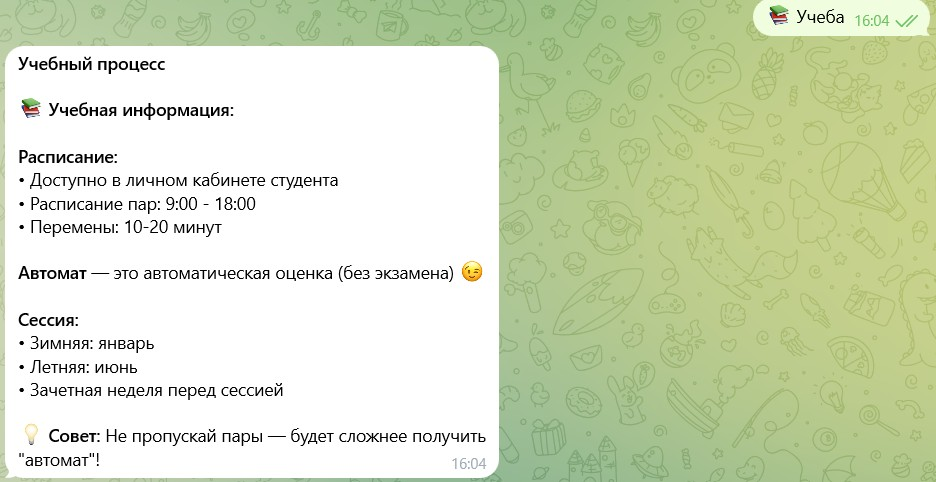 📚 Учеба 16:04
Учебный процесс
📚 Учебная информация:
Расписание:
• Доступно в личном кабинете студента
• Расписание пар: 9:00 - 18:00
• Перемены: 10-20 минут
Автомат — это автоматическая оценка (без экзамена) 😉
Сессия:
• Зимняя: январь
• Летняя: июнь
• Зачетная неделя перед сессией
💡 Совет: Не пропускай пары — будет сложнее получить
"автомат"!
16:04